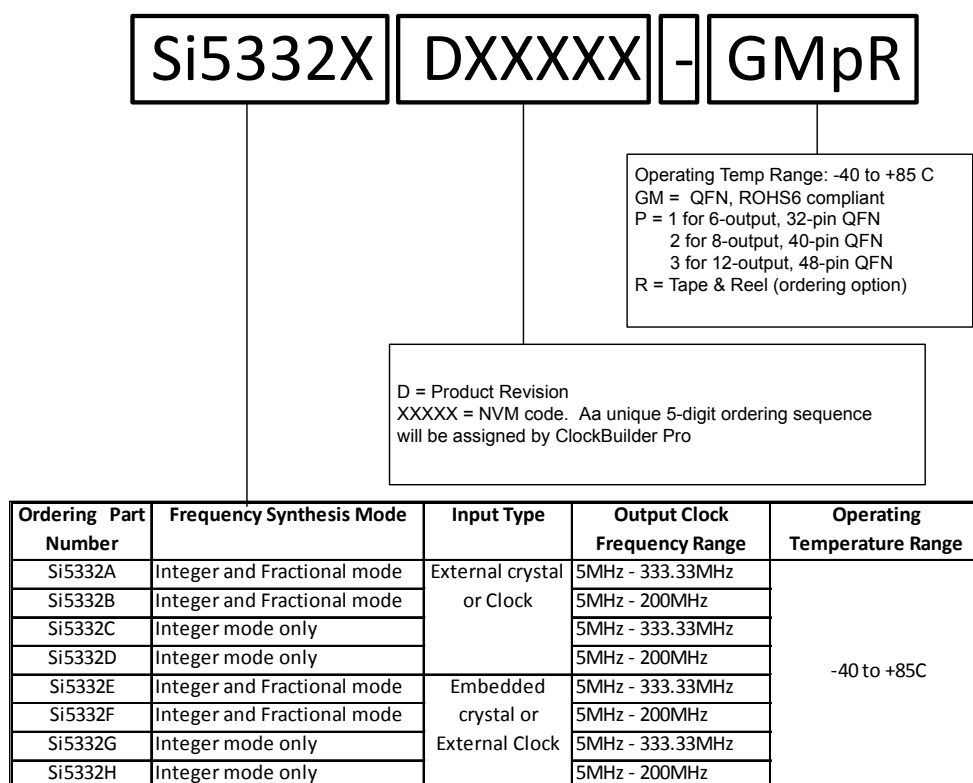 Si5332X DXXXXX - GMpR
Operating Temp Range: -40 to +85 C
GM = QFN, ROHS6 compliant
P = 1 for 6-output, 32-pin QFN
2 for 8-output, 40-pin QFN
3 for 12-output, 48-pin QFN
R = Tape & Reel (ordering option)
D = Product Revision
XXXXX = NVM code. Aa unique 5-digit ordering sequence
will be assigned by ClockBuilder Pro
Ordering Part Number Frequency Synthesis Mode Input Type Output Clock Frequency Range Operating Temperature Range
Si5332A Integer and Fractional mode External crystal 5MHz - 333.33MHz
Si5332B Integer and Fractional mode or Clock 5MHz - 200MHz
Si5332C Integer mode only 5MHz - 333.33MHz
Si5332D Integer mode only 5MHz - 200MHz
-40 to +85C
Si5332E Integer and Fractional mode Embedded 5MHz - 333.33MHz
Si5332F Integer and Fractional mode crystal or 5MHz - 200MHz
Si5332G Integer mode only External Clock 5MHz - 333.33MHz
Si5332H Integer mode only 5MHz - 200MHz